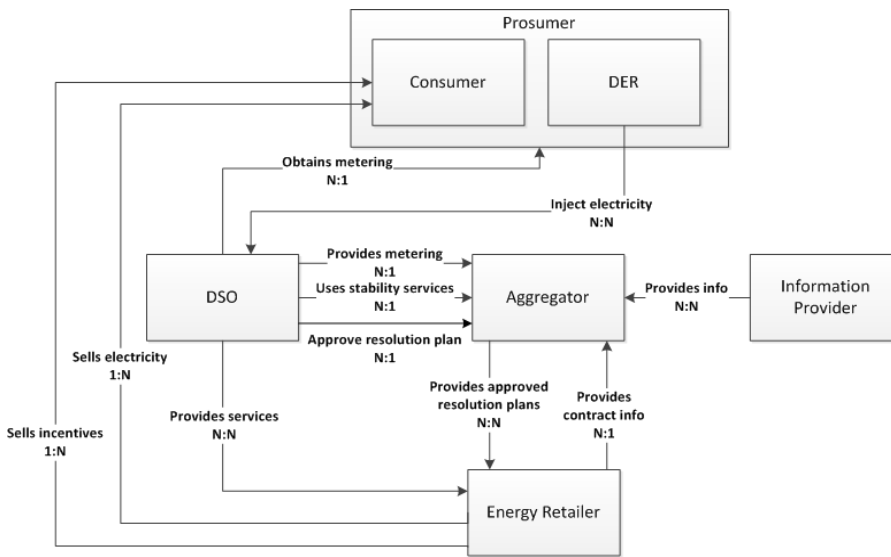 Prosumer
Consumer
DER
Obtains metering
N:1
Inject electricity
N:N
DSO
Provides metering
N:1
Uses stability services
N:1
Approve resolution plan
N:1
Aggregator
Provides info
N:N
Information
Provider
Sells electricity
1:N
Sells incentives
1:N
Provides services
N:N
Provides approved
resolution plans
N:N
Provides
contract info
N:1
Energy Retailer